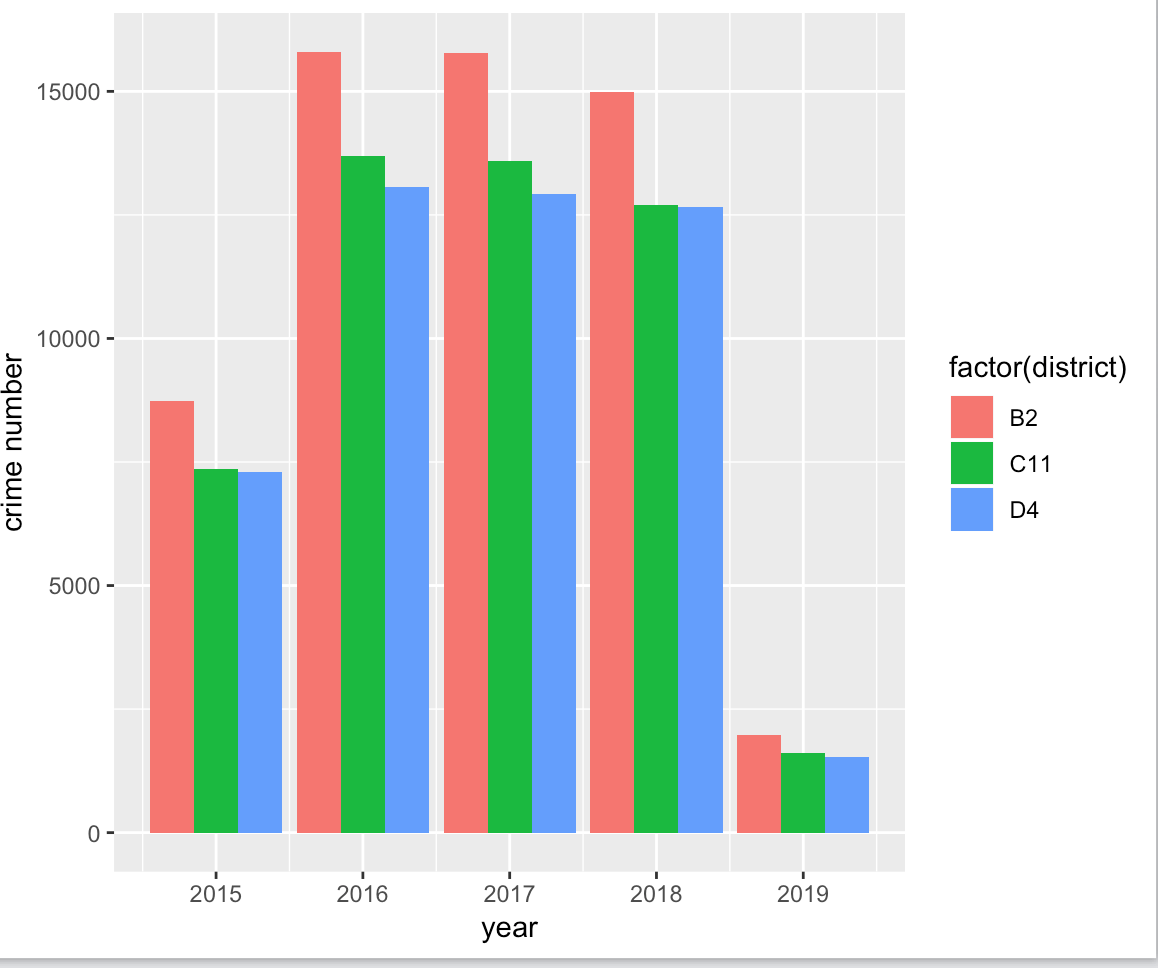 15000
10000
5000
0
crime number
2015 2016 2017 2018 2019
year
factor(district)
B2
C11
D4